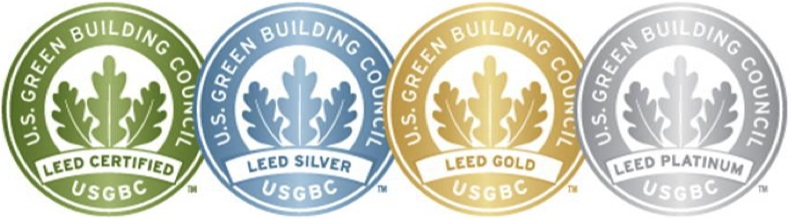 U.S. GREEN BUILDING COUNCIL
LEED CERTIFIED
USGBC
TM
U.S. GREEN BUILDING COUNCIL
LEED SILVER
USGBC
TM
U.S. GREEN BUILDING COUNCIL
LEED GOLD
USGBC
TM
U.S. GREEN BUILDING COUNCIL
LEED PLATINUM
USGBC
TM